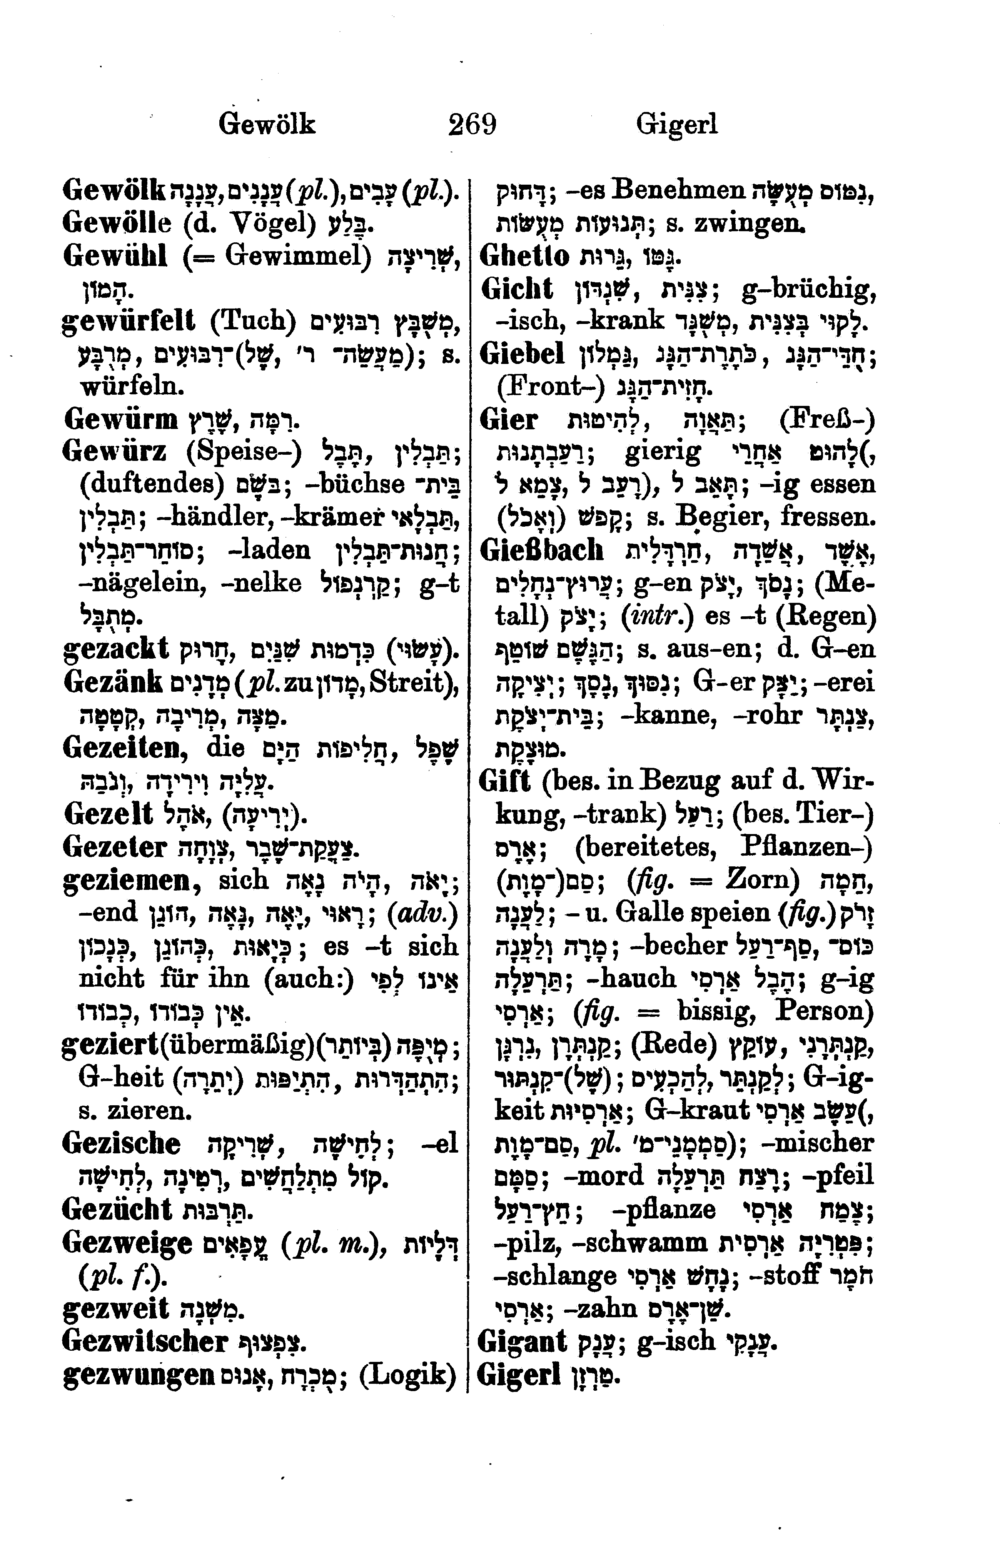 Gewölk 269 Gigerl
Gewölk עֲנָנָה, עֲנָנִים (pl.), עָבִים (pl.).
Gewölle (d. Vögel) בֶּלַע.
Gewühl (= Gewimmel) שְׁרִיצָה,
הָמוֹן.
gewürfelt (Tuch) מְשֻׁבָּץ רִבּוּעִים,
מְרֻבָּע, (שֶׁל)־רִבּוּעִים, (מַעֲשֵׂה־ ר'); s.
würfeln.
Gewürm רִמָּה, שֶׁרֶץ.
Gewürz (Speise-) תֶּבֶל, תַּבְלִין;
(duftendes) בֹּשֶׂם; -büchse בֵּית־
תַּבְלִין; -händler, -krämer תַּבְלָאי,
סוֹחֵר־תַּבְלִין; -laden חֲנוּת־תַּבְלִין;
-nägelein, -nelke קַרְנְפוֹל; g-t
מְתֻבָּל.
gezackt חָרוּק, (עָשׂוּי) כִּדְמוּת שִׁנַּיִם.
Gezänk מְדָנִים (pl. zu מָדוֹן, Streit),
מַצָּה, מְרִיבָה, קְטָטָה.
Gezeiten, die חֲלִיפוֹת הַיָּם, שֵׁפֶל
וְגֹבַהּ, עֲלִיָּה וִירִידָה.
Gezelt אֹהֶל, (יְרִיעָה).
Gezeter צְוָחָה, צַעֲקַת־שֶׁבֶר.
geziemen, sich יָאֹה, הָיֹה נָאֶה;
-end רָאוּי, יָאֶה, נָאֶה, הוֹגֵן; (adv.)
כְּיָאוּת, כְּהוֹגֵן, כְּנָכוֹן; es -t sich
nicht für ihn (auch:) אֵינוֹ לְפִי
כְבוֹדוֹ, אֵין כְּבוֹדוֹ.
geziert (übermäßig) מְיֻפֶּה (בְּיוֹתֵר);
G-heit הִתְיַפּוּת (יְתֵרָה), הִתְהַדְּרוּת;
s. zieren.
Gezische שְׁרִיקָה, לְחִישָׁה; -el
לְחִישָׁה, רְטִינָה, קוֹל מִתְלַחֲשִׁים.
Gezücht תַּרְבּוּת.
Gezweige עֳפָאִים (pl. m.), דָּלִיּוֹת
(pl. f.).
gezweit מִשְׁנֶה.
Gezwitscher צִפְצוּף.
gezwungen אָנוּס, מֻכְרָח; (Logik)
דָּחוּק; -es Benehmen נִמּוּס מְעֻשֶּׂה,
תְּנוּעוֹת מְעֻשּׂוֹת; s. zwingen.
Ghetto גֵּרוּת, גֶּטּוֹ.
Gicht שִׁגָּדוֹן, צִנִּית; g-brüchig,
-isch, -krank מְשֻׁגָּד, לָקוּי בְּצִנִּית.
Giebel גַּמְלוֹן, כֹּתֶרֶת־הַגָּג, חֻדֵּי־הַגָּג;
(Front-) חֲזִית־הַגָּג.
Gier לְהִיטוּת, תַּאֲוָה; (Freß-)
רַעַבְתָנוּת; gierig לָהוּט אַחֲרֵי(,
תָּאֵב לְ, (רָעֵב לְ, צָמֵא לְ; -ig essen
קָפֹשׁ (וְאָכֹל); s. Begier, fressen.
Gießbach אֶשֶׁד, אֲשֵׁדָה, חַרְדָּלִית,
עֲרוּץ־נְחָלִים; g-en נָסֹךְ, יָצֹק; (Me-
tall) יָצֹק; (intr.) es -t (Regen)
הַגֶּשֶׁם שׁוֹטֵף; s. aus-en; d. G-en
נִסּוּךְ, נֶסֶךְ, יְצִיקָה; G-er יַצָּק; -erei
בֵּית־יְצֹקֶת; -kanne, -rohr צַנְתָּר,
מוּצֶקֶת.
Gift (bes. in Bezug auf d. Wir-
kung, -trank) רַעַל; (bes. Tier-)
אֶרֶס; (bereitetes, Pflanzen-)
סַם(־מָוֶת); (fig. = Zorn) חֵמָה,
לַעֲנָה; - u. Galle speien (fig.) זָרֹק
מָרָה וְלַעֲנָה; -becher סַף־רַעַל, כּוֹס־
תַּרְעֵלָה; -hauch הֶבֶל אַרְסִי; g-ig
אַרְסִי; (fig. = bissig, Person)
קַנְתְּרָן, נִרְגָּן; (Rede) עוֹקֵץ, קַנְתְּרָנִי,
(שֶׁל)־קַנְתּוּר; לְקַנְתֵּר, לְהַכְעִים; G-ig-
keit אַרְסִיּוּת; G-kraut עֵשֶׂב אַרְסִי(,
סַם־מָוֶת, pl. סַמְּמָנֵי־מ'); -mischer
סַמָּם; -mord רֶצַח תַּרְעֵלָה; -pfeil
חֵץ־רַעַל; -pflanze צֶמַח אַרְסִי;
-pilz, -schwamm פִּטְרִיָּה אַרְסִית;
-schlange נָחָשׁ אַרְסִי; -stoff חֹמֶר
אַרְסִי; -zahn שֵׁן־אֶרֶס.
Gigant עֲנָק; g-isch עֲנָקִי.
Gigerl טַרְזָן.